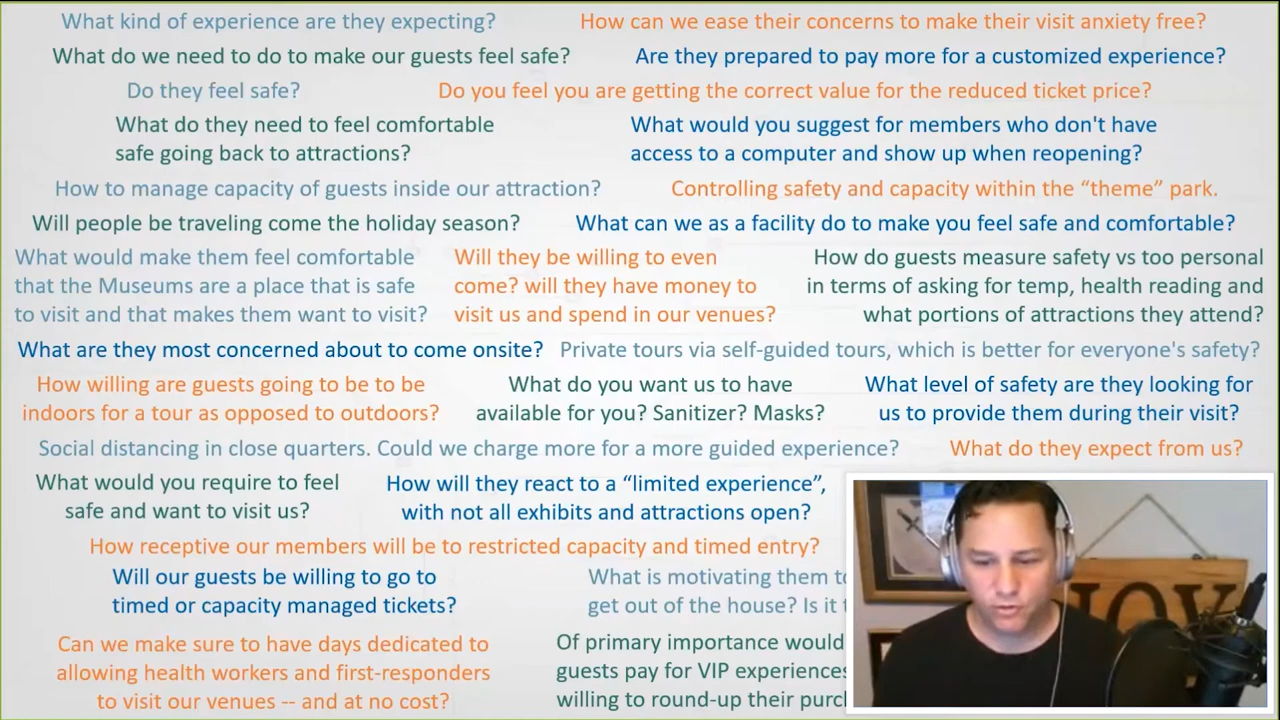 What kind of experience are they expecting?
How can we ease their concerns to make their visit anxiety free?
What do we need to do to make our guests feel safe?
Are they prepared to pay more for a customized experience?
Do they feel safe?
Do you feel you are getting the correct value for the reduced ticket price?
What do they need to feel comfortable
safe going back to attractions?
What would you suggest for members who don't have
access to a computer and show up when reopening?
How to manage capacity of guests inside our attraction?
Controlling safety and capacity within the “theme” park.
Will people be traveling come the holiday season?
What can we as a facility do to make you feel safe and comfortable?
What would make them feel comfortable
that the Museums are a place that is safe
to visit and that makes them want to visit?
Will they be willing to even
come? will they have money to
visit us and spend in our venues?
How do guests measure safety vs too personal
in terms of asking for temp, health reading and
what portions of attractions they attend?
What are they most concerned about to come onsite?
Private tours via self-guided tours, which is better for everyone's safety?
How willing are guests going to be to be
indoors for a tour as opposed to outdoors?
What do you want us to have
available for you? Sanitizer? Masks?
What level of safety are they looking for
us to provide them during their visit?
Social distancing in close quarters. Could we charge more for a more guided experience?
What do they expect from us?
What would you require to feel
safe and want to visit us?
How will they react to a “limited experience”,
with not all exhibits and attractions open?
How receptive our members will be to restricted capacity and timed entry?
Will our guests be willing to go to
timed or capacity managed tickets?
What is motivating them
get out of the house? Is it
Can we make sure to have days dedicated to
allowing health workers and first-responders
to visit our venues -- and at no cost?
Of primary importance would
guests pay for VIP experiences
willing to round-up their
JOY